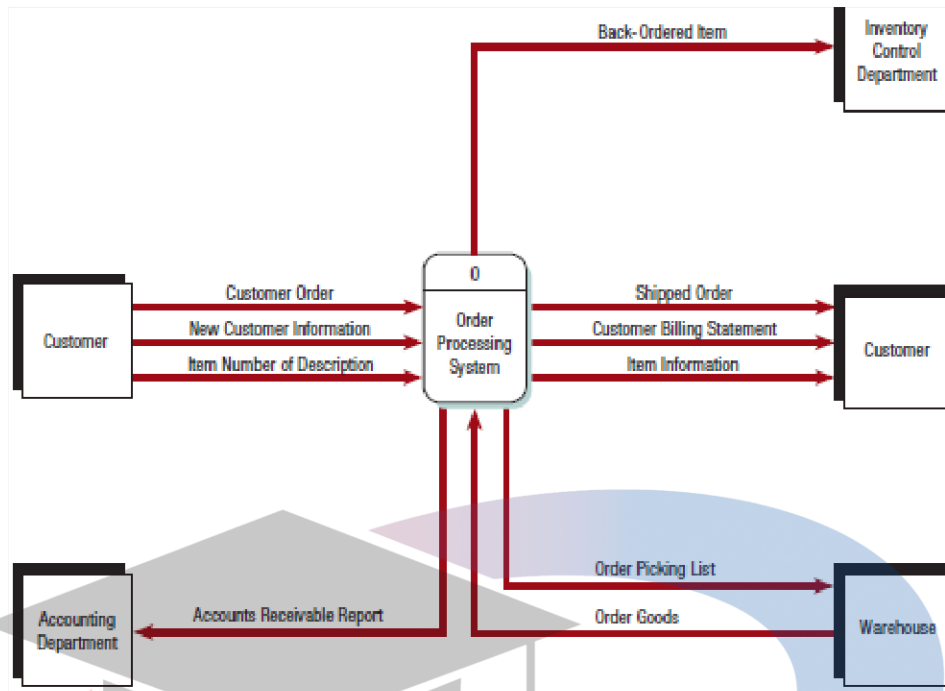 Back-Ordered Item
Inventory
Control
Department
0
Customer Order
New Customer Information
Item Number of Description
Customer
Order
Processing
System
Shipped Order
Customer Billing Statement
Item Information
Customer
Accounting
Department
Accounts Receivable Report
Order Picking List
Order Goods
Warehouse